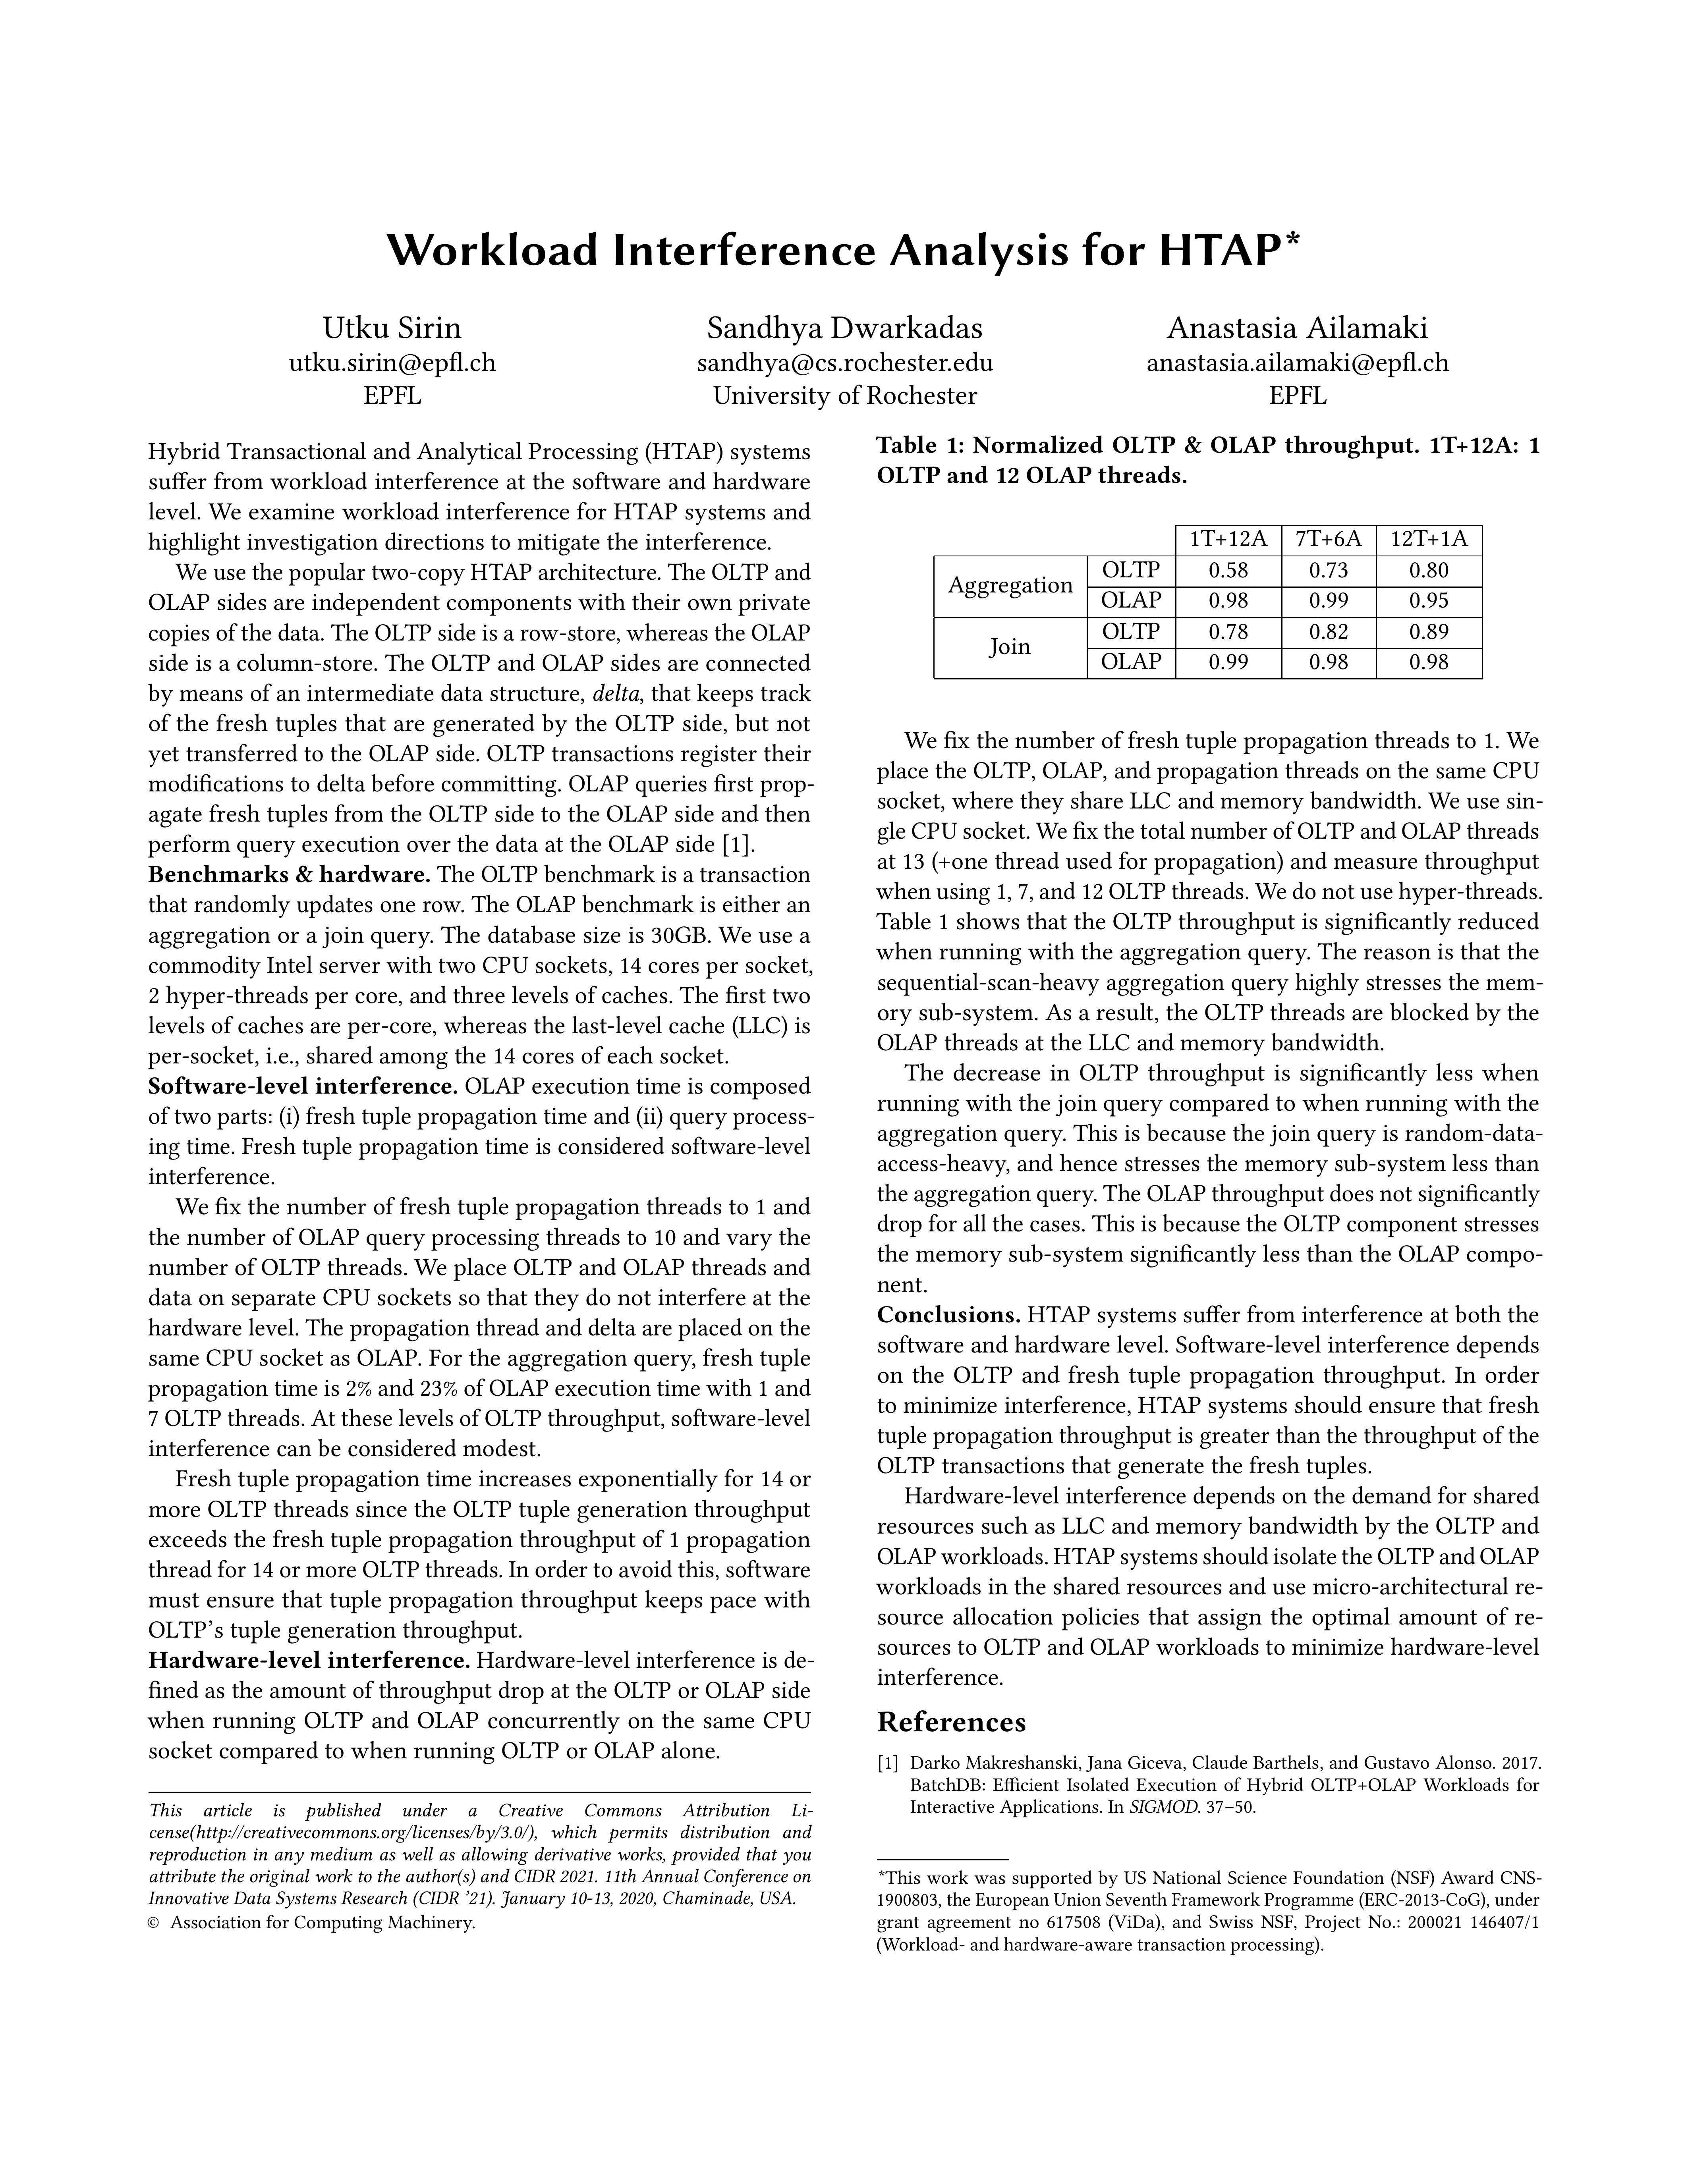 Workload Interference Analysis for HTAP*
Utku Sirin
utku.sirin@epfl.ch
EPFL
Sandhya Dwarkadas
sandhya@cs.rochester.edu
University of Rochester
Anastasia Ailamaki
anastasia.ailamaki@epfl.ch
EPFL
Hybrid Transactional and Analytical Processing (HTAP) systems
suffer from workload interference at the software and hardware
level. We examine workload interference for HTAP systems and
highlight investigation directions to mitigate the interference.
We use the popular two-copy HTAP architecture. The OLTP and
OLAP sides are independent components with their own private
copies of the data. The OLTP side is a row-store, whereas the OLAP
side is a column-store. The OLTP and OLAP sides are connected
by means of an intermediate data structure, delta, that keeps track
of the fresh tuples that are generated by the OLTP side, but not
yet transferred to the OLAP side. OLTP transactions register their
modifications to delta before committing. OLAP queries first prop-
agate fresh tuples from the OLTP side to the OLAP side and then
perform query execution over the data at the OLAP side [1].
Benchmarks & hardware. The OLTP benchmark is a transaction
that randomly updates one row. The OLAP benchmark is either an
aggregation or a join query. The database size is 30GB. We use a
commodity Intel server with two CPU sockets, 14 cores per socket,
2 hyper-threads per core, and three levels of caches. The first two
levels of caches are per-core, whereas the last-level cache (LLC) is
per-socket, i.e., shared among the 14 cores of each socket.
Software-level interference. OLAP execution time is composed
of two parts: (i) fresh tuple propagation time and (ii) query process-
ing time. Fresh tuple propagation time is considered software-level
interference.
We fix the number of fresh tuple propagation threads to 1 and
the number of OLAP query processing threads to 10 and vary the
number of OLTP threads. We place OLTP and OLAP threads and
data on separate CPU sockets so that they do not interfere at the
hardware level. The propagation thread and delta are placed on the
same CPU socket as OLAP. For the aggregation query, fresh tuple
propagation time is 2% and 23% of OLAP execution time with 1 and
7 OLTP threads. At these levels of OLTP throughput, software-level
interference can be considered modest.
Fresh tuple propagation time increases exponentially for 14 or
more OLTP threads since the OLTP tuple generation throughput
exceeds the fresh tuple propagation throughput of 1 propagation
thread for 14 or more OLTP threads. In order to avoid this, software
must ensure that tuple propagation throughput keeps pace with
OLTP's tuple generation throughput.
Hardware-level interference. Hardware-level interference is de-
fined as the amount of throughput drop at the OLTP or OLAP side
when running OLTP and OLAP concurrently on the same CPU
socket compared to when running OLTP or OLAP alone.
This article is published under a Creative Commons Attribution Li-
cense(http://creativecommons.org/licenses/by/3.0/), which permits distribution and
reproduction in any medium as well as allowing derivative works, provided that you
attribute the original work to the author(s) and CIDR 2021. 11th Annual Conference on
Innovative Data Systems Research (CIDR '21). January 10-13, 2020, Chaminade, USA.
© Association for Computing Machinery.
Table 1: Normalized OLTP & OLAP throughput. 1T+12A: 1
OLTP and 12 OLAP threads.
1T+12A 7T+6A 12T+1A
Aggregation OLTP 0.58 0.73 0.80
OLAP 0.98 0.99 0.95
Join OLTP 0.78 0.82 0.89
OLAP 0.99 0.98 0.98
We fix the number of fresh tuple propagation threads to 1. We
place the OLTP, OLAP, and propagation threads on the same CPU
socket, where they share LLC and memory bandwidth. We use sin-
gle CPU socket. We fix the total number of OLTP and OLAP threads
at 13 (+one thread used for propagation) and measure throughput
when using 1, 7, and 12 OLTP threads. We do not use hyper-threads.
Table 1 shows that the OLTP throughput is significantly reduced
when running with the aggregation query. The reason is that the
sequential-scan-heavy aggregation query highly stresses the mem-
ory sub-system. As a result, the OLTP threads are blocked by the
OLAP threads at the LLC and memory bandwidth.
The decrease in OLTP throughput is significantly less when
running with the join query compared to when running with the
aggregation query. This is because the join query is random-data-
access-heavy, and hence stresses the memory sub-system less than
the aggregation query. The OLAP throughput does not significantly
drop for all the cases. This is because the OLTP component stresses
the memory sub-system significantly less than the OLAP compo-
nent.
Conclusions. HTAP systems suffer from interference at both the
software and hardware level. Software-level interference depends
on the OLTP and fresh tuple propagation throughput. In order
to minimize interference, HTAP systems should ensure that fresh
tuple propagation throughput is greater than the throughput of the
OLTP transactions that generate the fresh tuples.
Hardware-level interference depends on the demand for shared
resources such as LLC and memory bandwidth by the OLTP and
OLAP workloads. HTAP systems should isolate the OLTP and OLAP
workloads in the shared resources and use micro-architectural re-
source allocation policies that assign the optimal amount of re-
sources to OLTP and OLAP workloads to minimize hardware-level
interference.
References
[1] Darko Makreshanski, Jana Giceva, Claude Barthels, and Gustavo Alonso. 2017.
BatchDB: Efficient Isolated Execution of Hybrid OLTP+OLAP Workloads for
Interactive Applications. In SIGMOD. 37–50.
*This work was supported by US National Science Foundation (NSF) Award CNS-
1900803, the European Union Seventh Framework Programme (ERC-2013-CoG), under
grant agreement no 617508 (ViDa), and Swiss NSF, Project No.: 200021 146407/1
(Workload- and hardware-aware transaction processing).